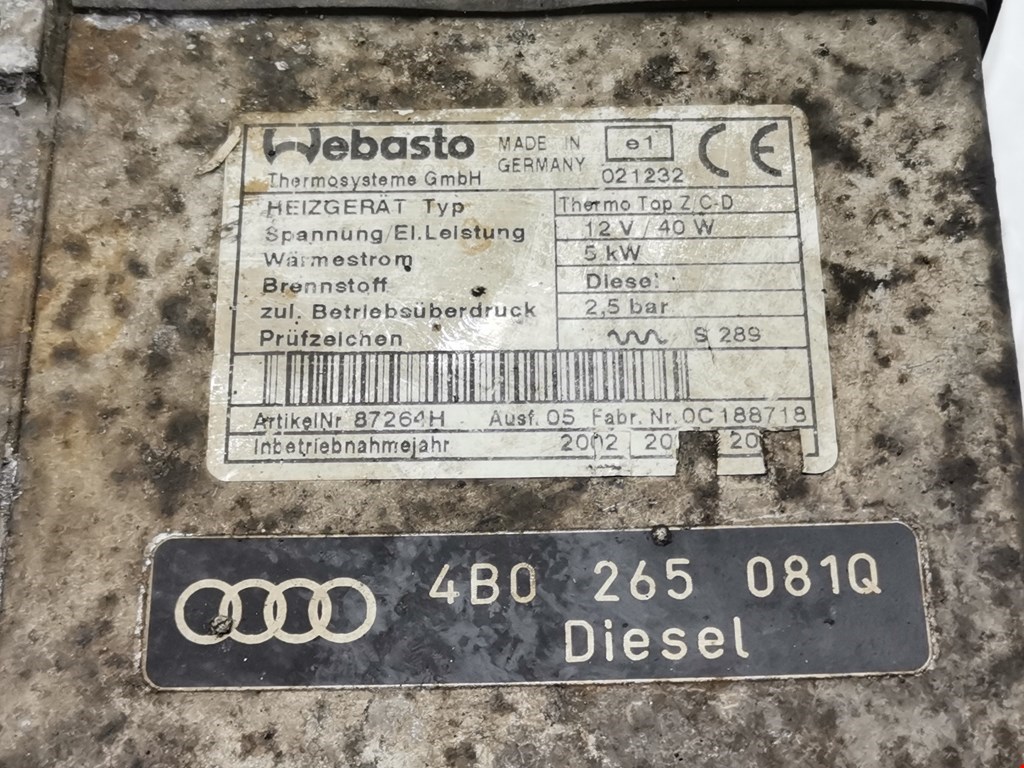 Webasto MADE IN GERMANY e1 CE
Thermosysteme GmbH 021232
HEIZGERÄT Typ Thermo Top Z/C-D
Spannung/El.Leistung 12 V / 40 W
Wärmestrom 5 kW
Brennstoff Diesel
zul. Betriebsüberdruck 2,5 bar
Prüfzeichen S 289
ArtikelNr 87264H Ausf. 05 Fabr. Nr. 0C188718
Inbetriebnahmejahr 2002 20 20
4B0 265 081Q
Diesel